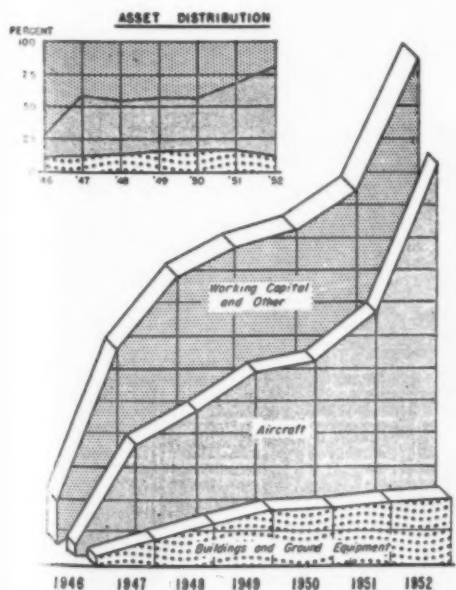 ASSET DISTRIBUTION
PERCENT
100
75
50
25
0
'46 '47 '48 '49 '50 '51 '52
Working Capital
and Other
Aircraft
Buildings and Ground Equipment
1946 1947 1948 1949 1950 1951 1952